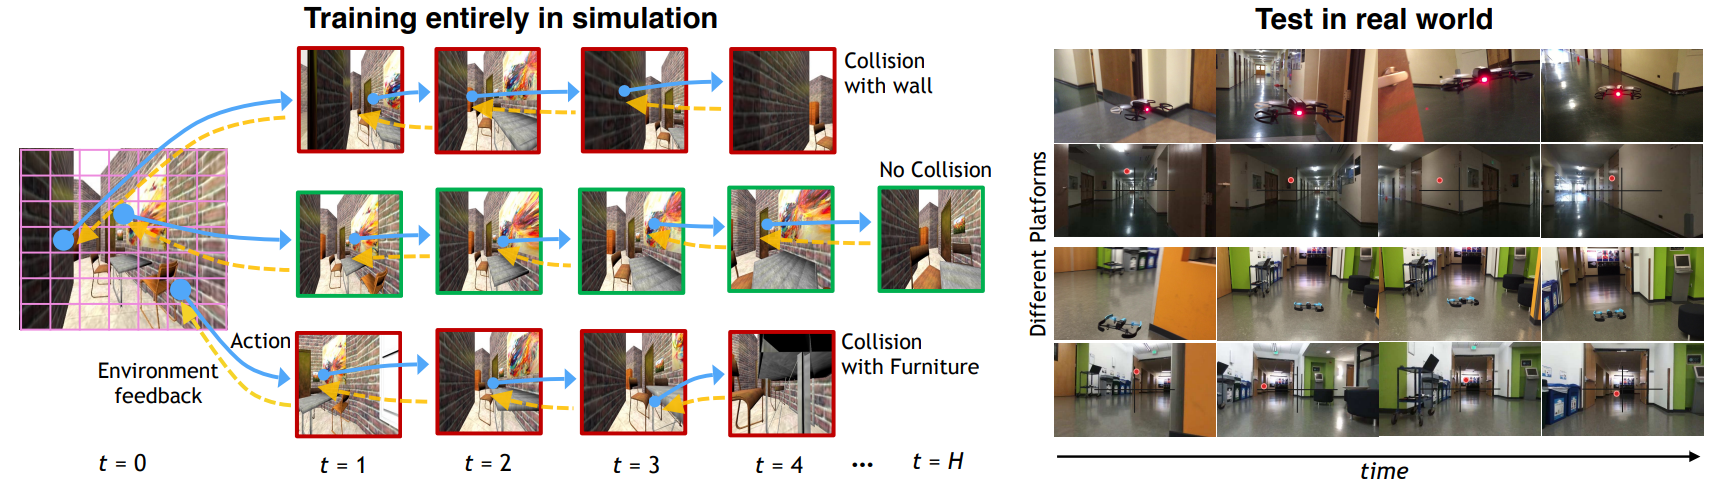 Training entirely in simulation
Test in real world
Collision
with wall
No Collision
Action
Environment
feedback
Collision
with Furniture
t = 0
t = 1
t = 2
t = 3
t = 4
...
t = H
Different Platforms
time